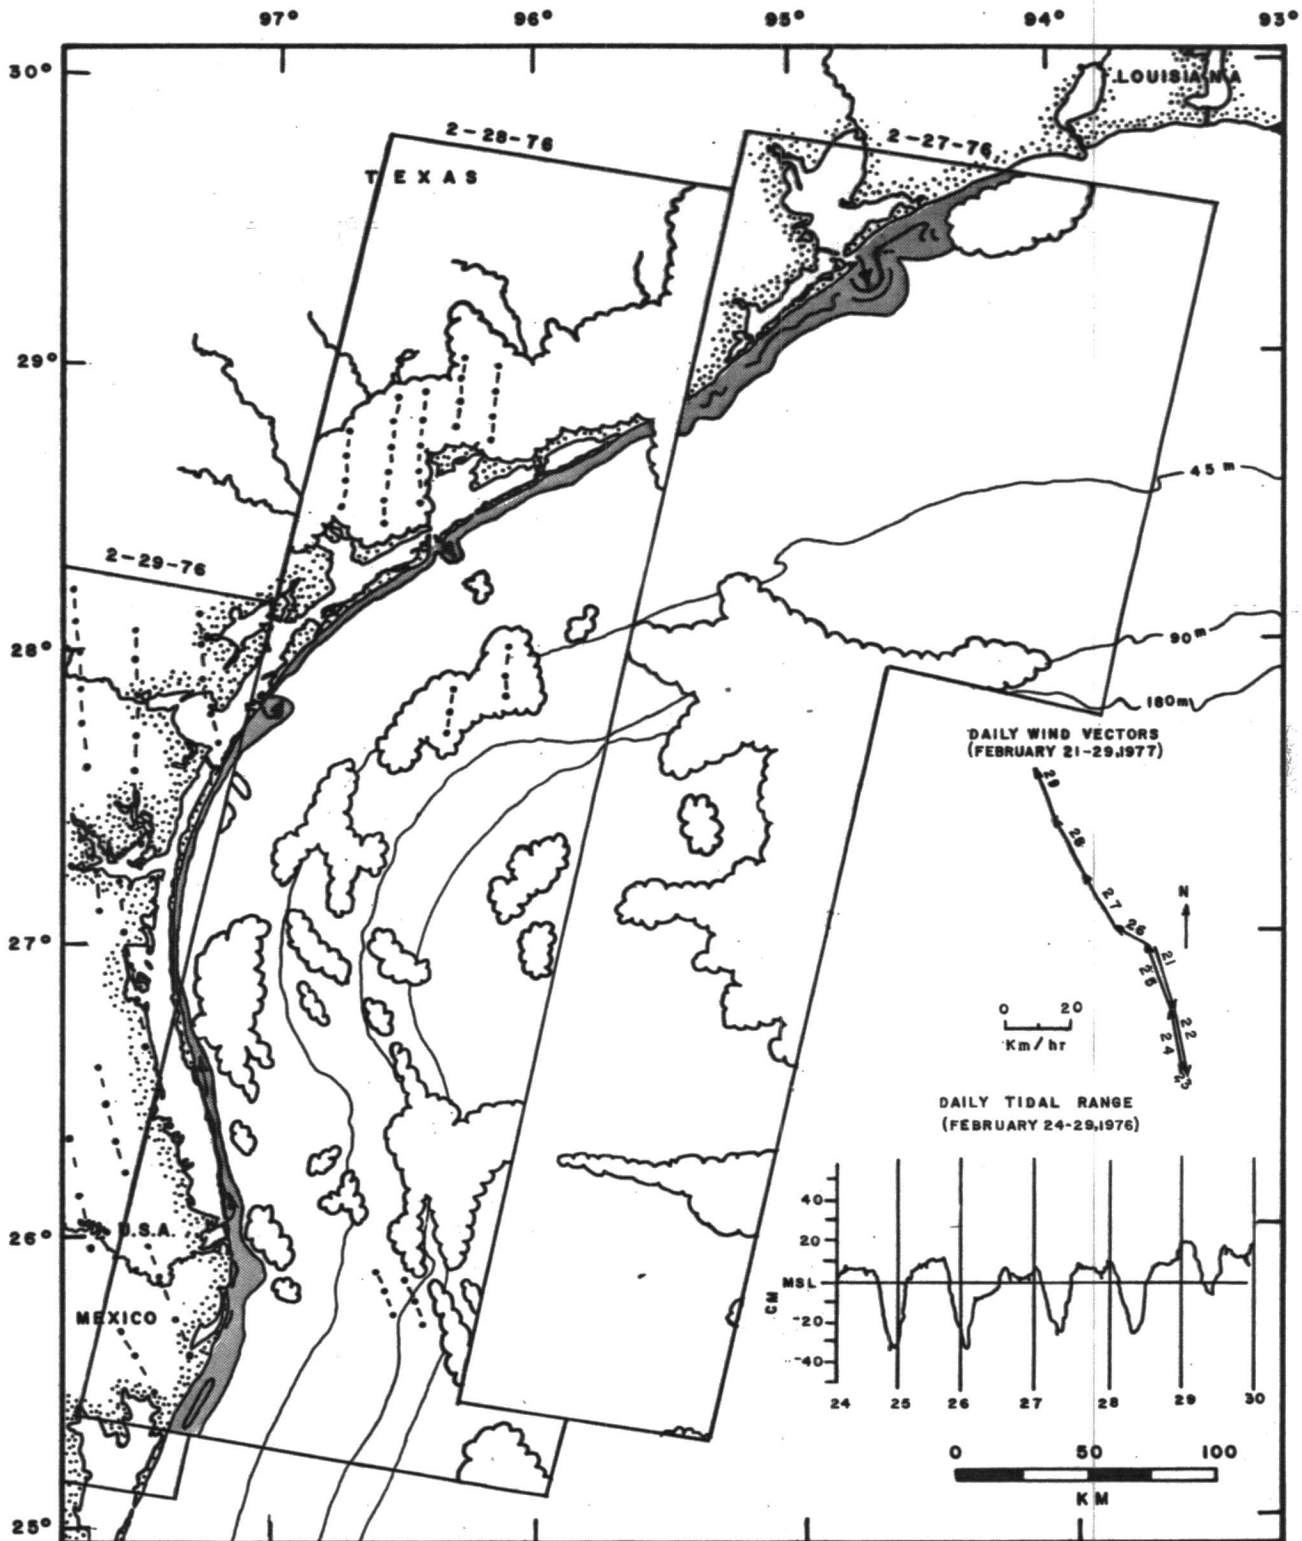 97° 96° 95° 94° 93°
30°
LOUISIANA
2-28-76
2-27-76
TEXAS
29°
45 m
2-29-76
28°
90 m
180m
DAILY WIND VECTORS
(FEBRUARY 21-29,1977)
29
28
27
26
N
21
25
27°
0 20
Km/hr
22
24
23
DAILY TIDAL RANGE
(FEBRUARY 24-29,1976)
40
26°
U.S.A.
20
MSL
CM
MEXICO
-20
-40
24 25 26 27 28 29 30
0 50 100
KM
25°